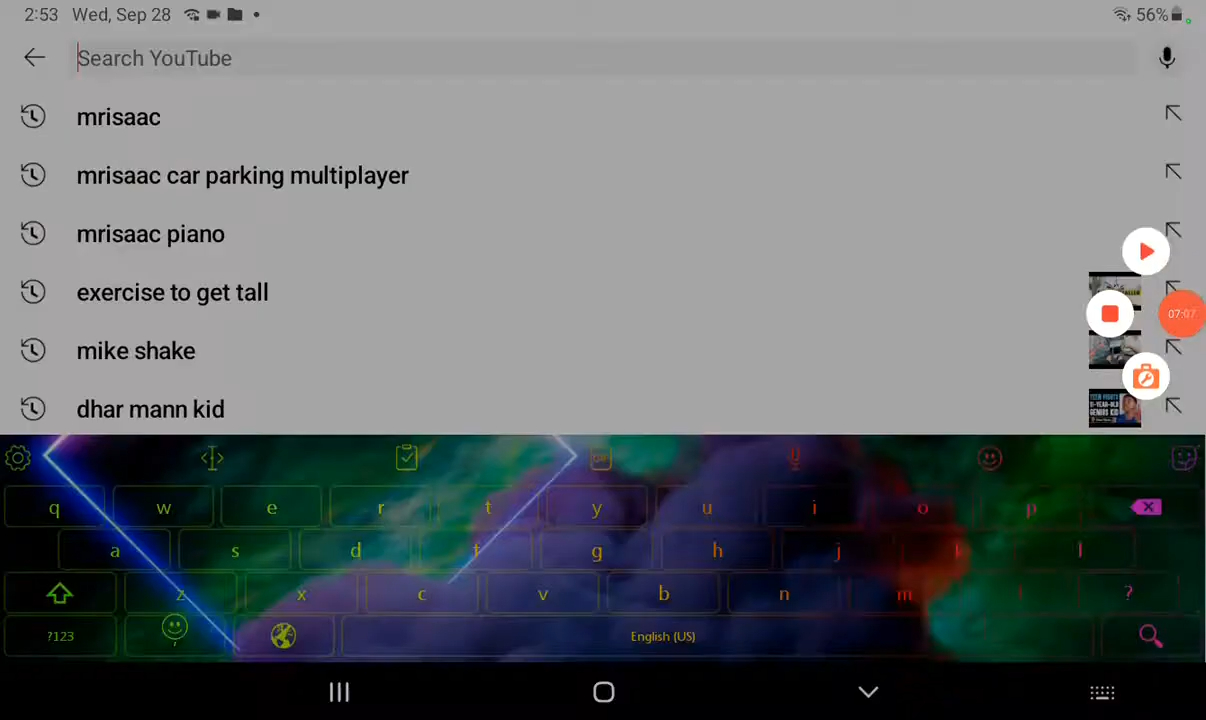 2:53 Wed, Sep 28 56%
Search YouTube
mrisaac
mrisaac car parking multiplayer
mrisaac piano
exercise to get tall
mike shake
dhar mann kid
07:07
GIF
q w e r t y u i o p
a s d f g h j k l
z x c v b n m ! ?
?123 , English (US)